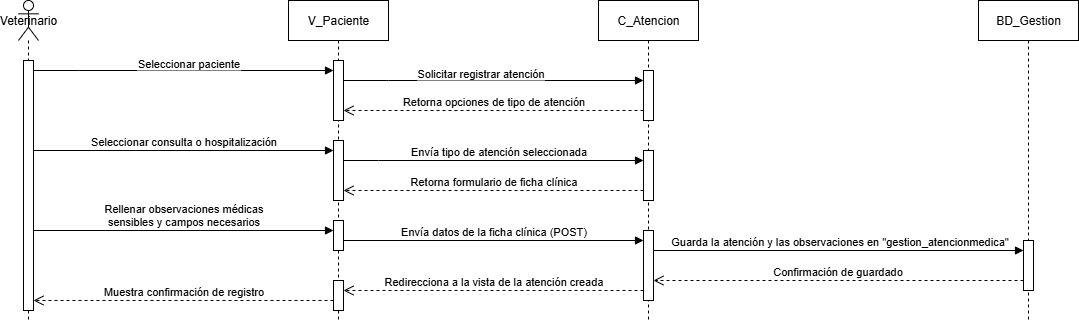 Veterinario
V_Paciente
C_Atencion
BD_Gestion
Seleccionar paciente
Solicitar registrar atención
Retorna opciones de tipo de atención
Seleccionar consulta o hospitalización
Envía tipo de atención seleccionada
Retorna formulario de ficha clínica
Rellenar observaciones médicas
sensibles y campos necesarios
Envía datos de la ficha clínica (POST)
Guarda la atención y las observaciones en "gestion_atencionmedica"
Confirmación de guardado
Redirecciona a la vista de la atención creada
Muestra confirmación de registro